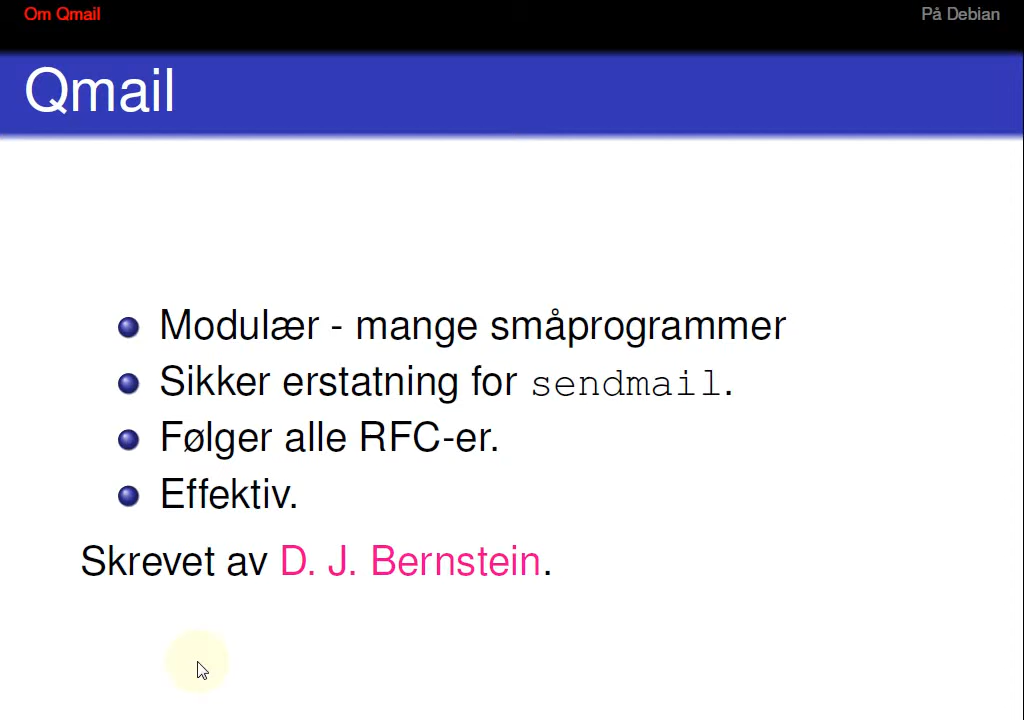 Om Qmail
På Debian
Qmail
Modulær - mange småprogrammer
Sikker erstatning for sendmail.
Følger alle RFC-er.
Effektiv.
Skrevet av D. J. Bernstein.